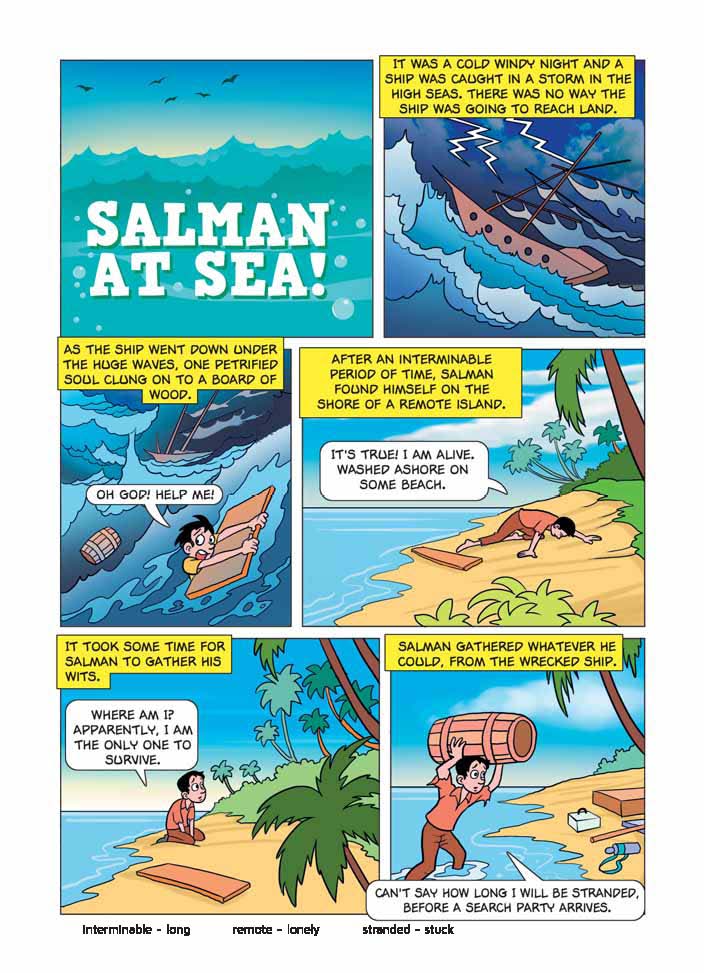 SALMAN
AT SEA!
IT WAS A COLD WINDY NIGHT AND A
SHIP WAS CAUGHT IN A STORM IN THE
HIGH SEAS. THERE WAS NO WAY THE
SHIP WAS GOING TO REACH LAND.
AS THE SHIP WENT DOWN UNDER
THE HUGE WAVES, ONE PETRIFIED
SOUL CLUNG ON TO A BOARD OF
WOOD.
OH GOD! HELP ME!
AFTER AN INTERMINABLE
PERIOD OF TIME, SALMAN
FOUND HIMSELF ON THE
SHORE OF A REMOTE ISLAND.
IT'S TRUE! I AM ALIVE.
WASHED ASHORE ON
SOME BEACH.
IT TOOK SOME TIME FOR
SALMAN TO GATHER HIS
WITS.
WHERE AM I?
APPARENTLY, I AM
THE ONLY ONE TO
SURVIVE.
SALMAN GATHERED WHATEVER HE
COULD, FROM THE WRECKED SHIP.
CAN'T SAY HOW LONG I WILL BE STRANDED,
BEFORE A SEARCH PARTY ARRIVES.
interminable - long remote - lonely stranded - stuck